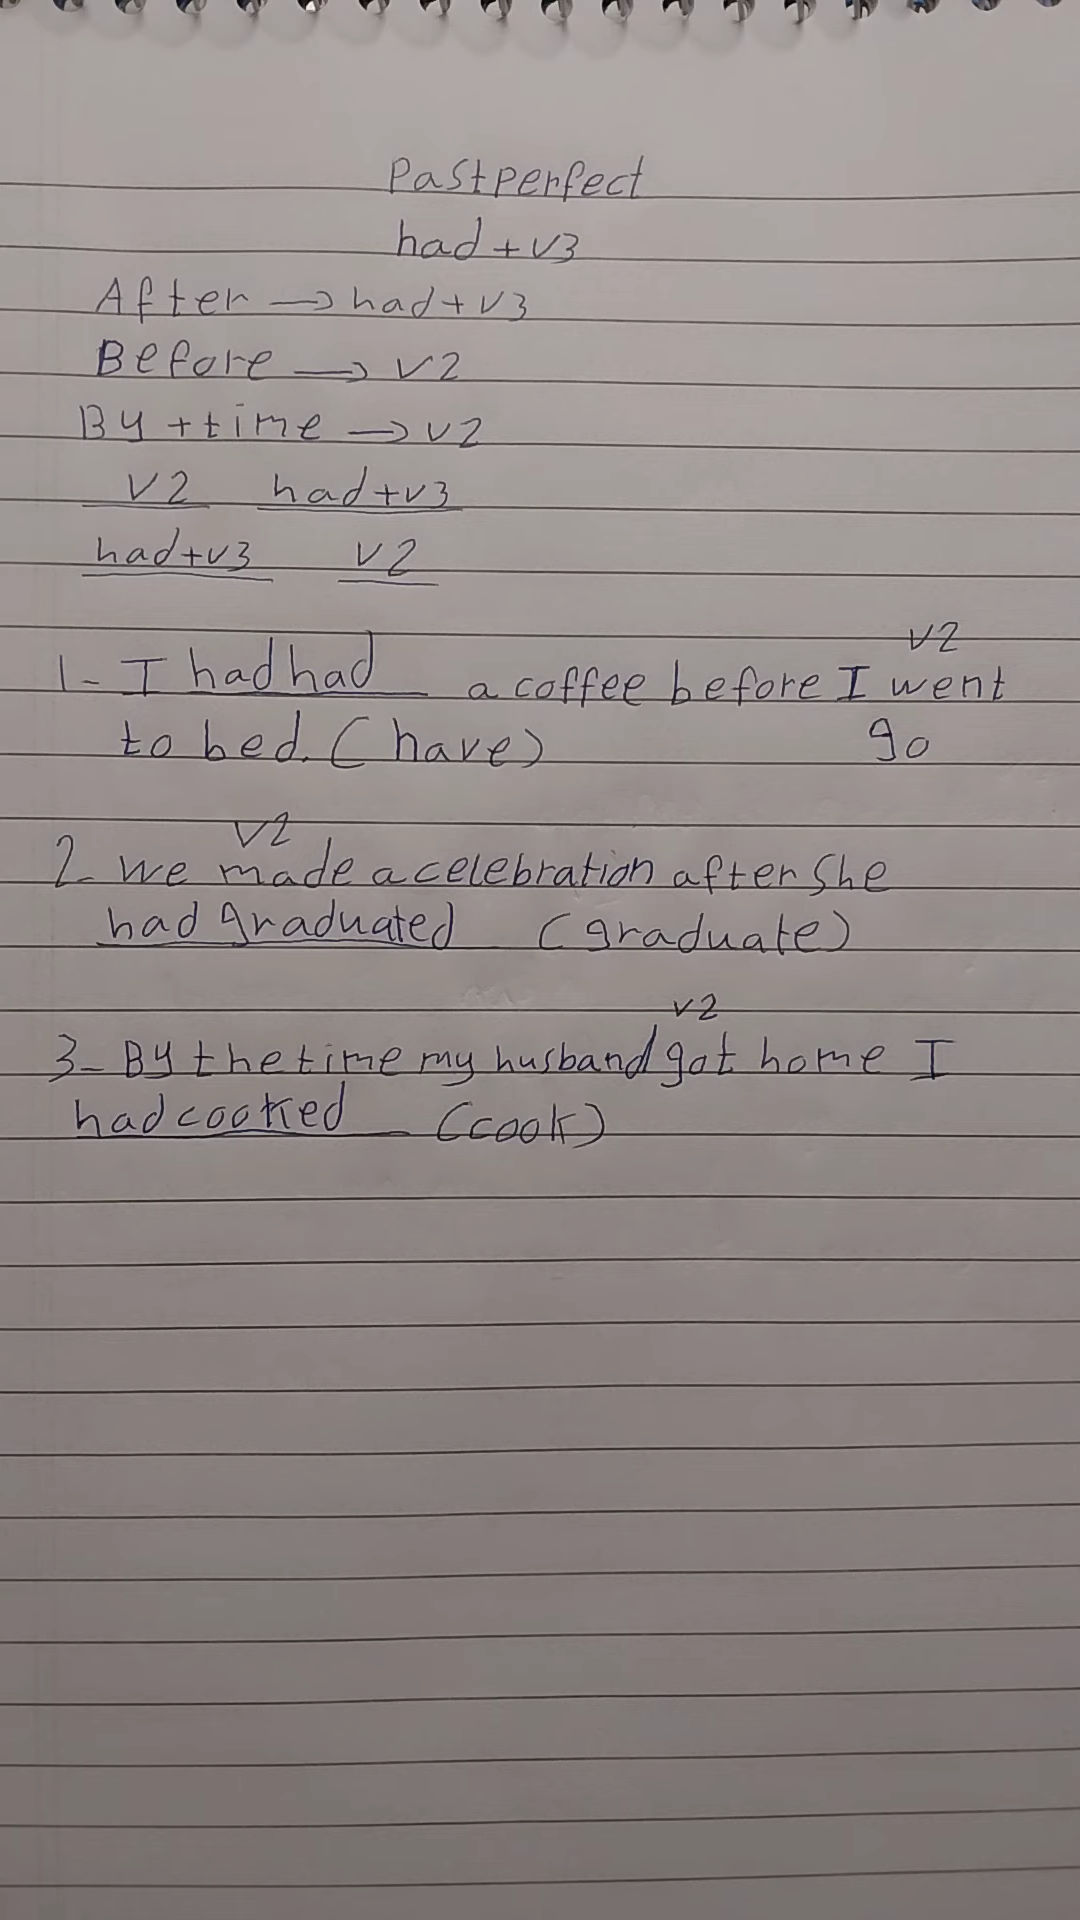 Past perfect
had + v3
After → had + v3
Before → v2
By + time → v2
v2 had+v3
had+v3 v2
v2
1- I had had a coffee before I went
to bed. (have) go
v2
2- we made a celebration after She
had graduated (graduate)
v2
3- By the time my husband got home I
had cooked (cook)